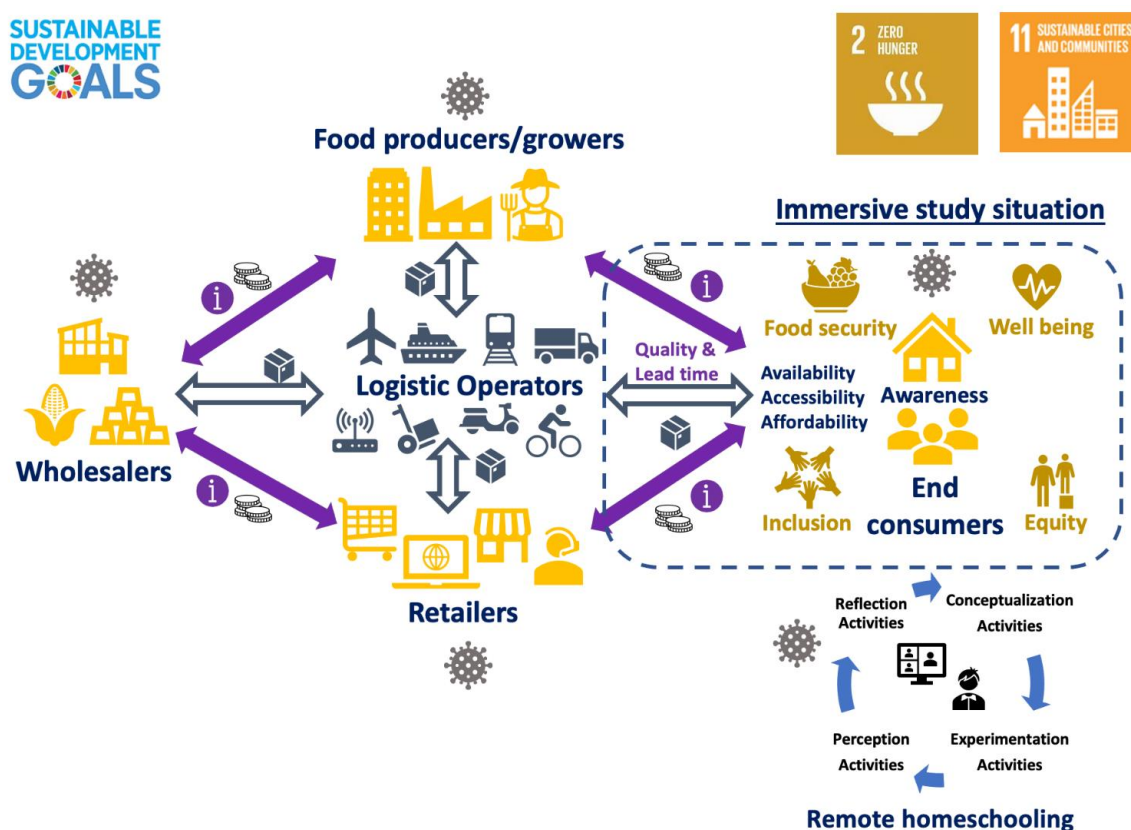 SUSTAINABLE
DEVELOPMENT
GOALS
2 ZERO
HUNGER
11 SUSTAINABLE CITIES
AND COMMUNITIES
Food producers/growers
Immersive study situation
i
i
Food security
Well being
Quality &
Lead time
Logistic Operators
Availability
Accessibility
Affordability
Awareness
Wholesalers
i
i
End
consumers
Inclusion
Equity
Retailers
Reflection
Activities
Conceptualization
Activities
Perception
Activities
Experimentation
Activities
Remote homeschooling